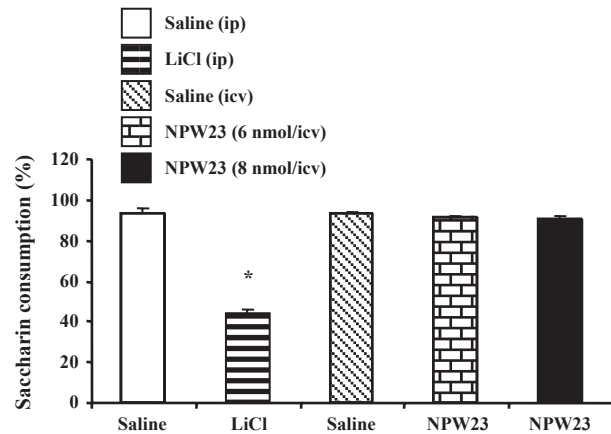 Saline (ip)
LiCl (ip)
Saline (icv)
NPW23 (6 nmol/icv)
NPW23 (8 nmol/icv)
Saccharin consumption (%)
120
100
80
60
40
20
0
*
Saline LiCl Saline NPW23 NPW23